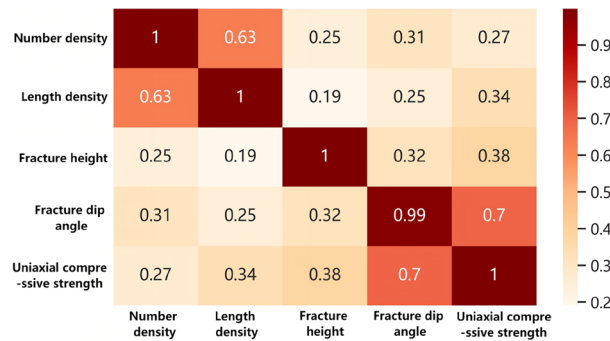 Number density
1 0.63 0.25 0.31 0.27
Length density
0.63 1 0.19 0.25 0.34
Fracture height
0.25 0.19 1 0.32 0.38
Fracture dip
angle
0.31 0.25 0.32 0.99 0.7
Uniaxial compre
-ssive strength
0.27 0.34 0.38 0.7 1
Number
density
Length
density
Fracture
height
Fracture dip
angle
Uniaxial compre
-ssive strength
0.9
0.8
0.7
0.6
0.5
0.4
0.3
0.2